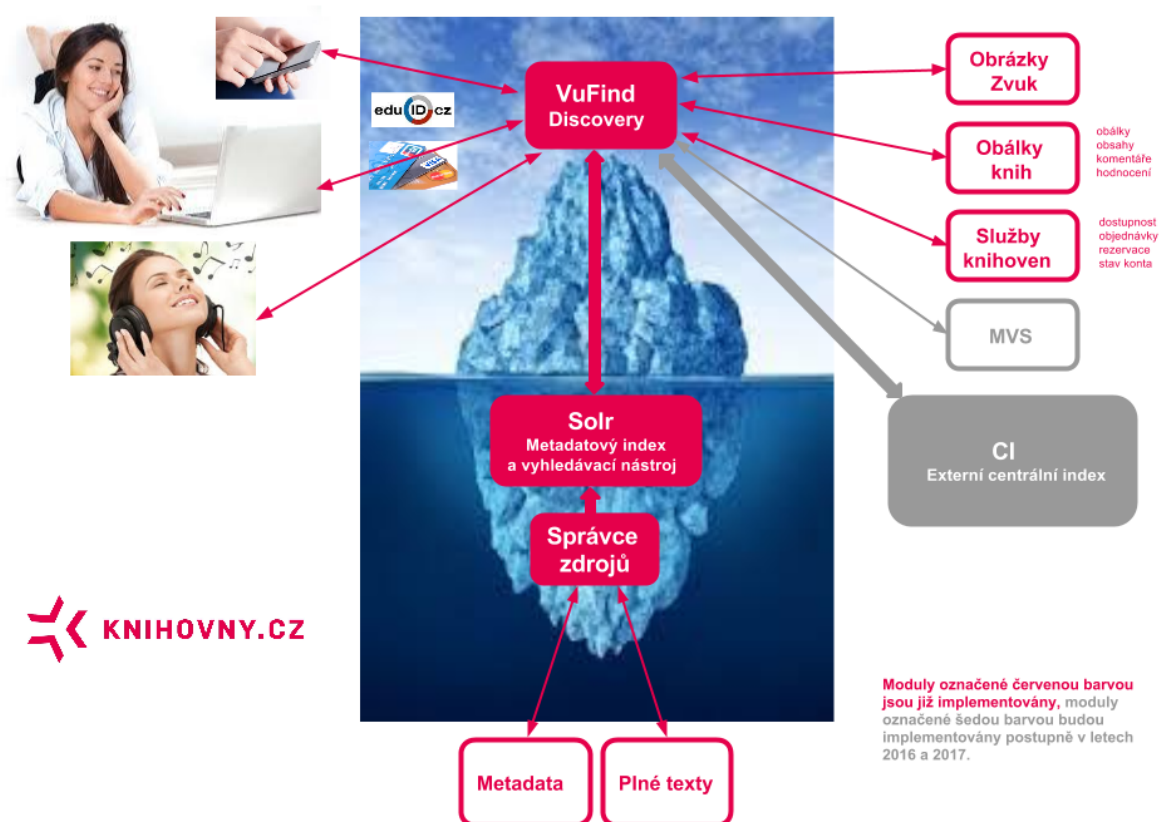 eduID.cz
VISA
VuFind
Discovery
Obrázky
Zvuk
Obálky
knih
obálky
obsahy
komentáře
hodnocení
Služby
knihoven
dostupnost
objednávky
rezervace
stav konta
MVS
Solr
Metadatový index
a vyhledávací nástroj
CI
Externí centrální index
Správce
zdrojů
KNIHOVNY.CZ
Moduly označené červenou barvou
jsou již implementovány, moduly
označené šedou barvou budou
implementovány postupně v letech
2016 a 2017.
Metadata
Plné texty